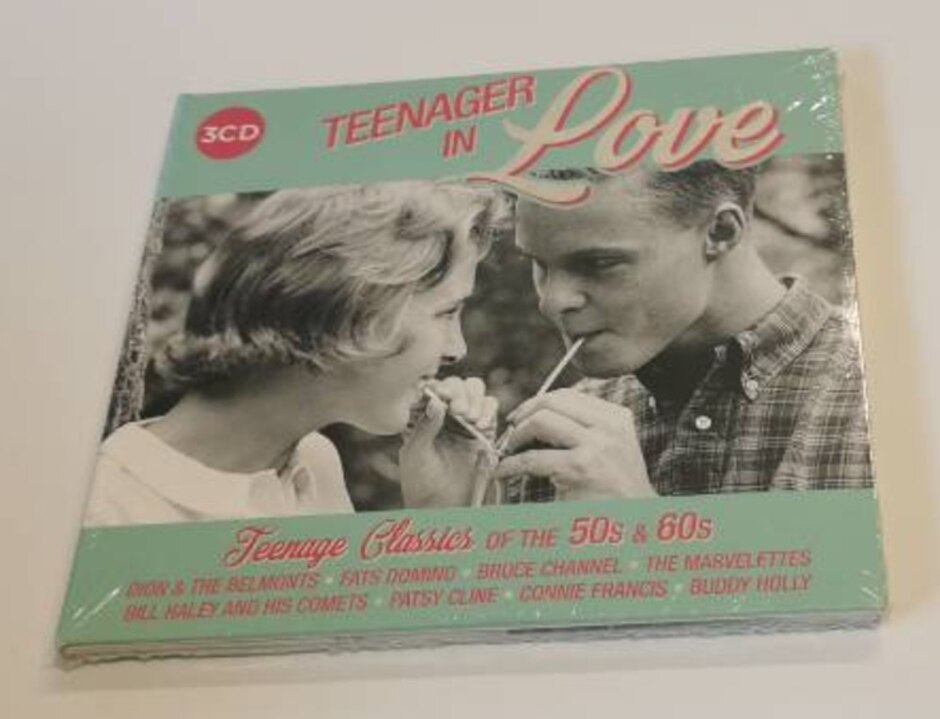 3CD
TEENAGER
IN Love
Teenage Classics OF THE 50s & 60s
DION & THE BELMONTS • FATS DOMINO • BRUCE CHANNEL • THE MARVELETTES
BILL HALEY AND HIS COMETS • PATSY CLINE • CONNIE FRANCIS • BUDDY HOLLY